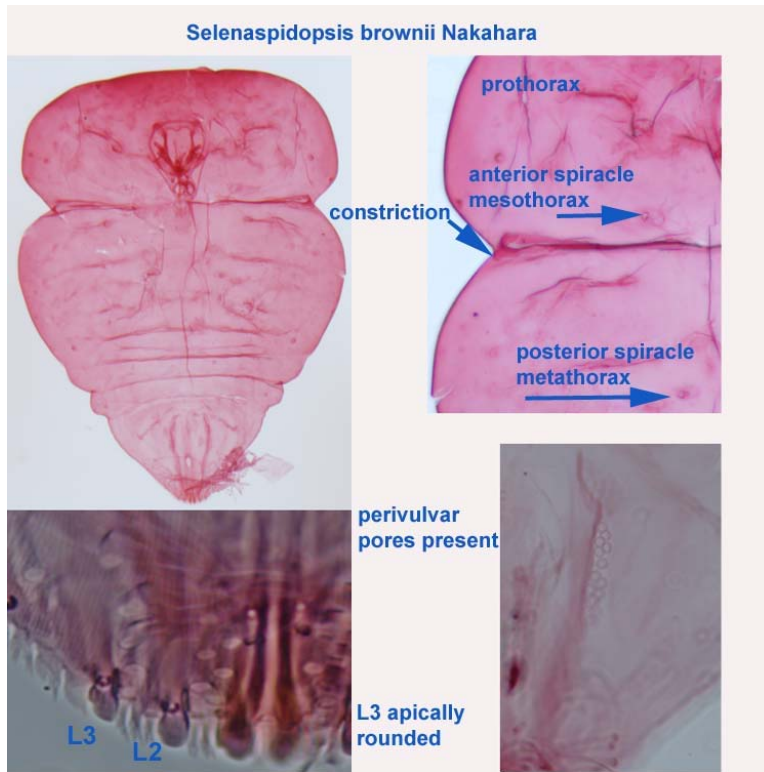 Selenaspidopsis brownii Nakahara
prothorax
anterior spiracle
mesothorax
constriction
posterior spiracle
metathorax
perivulvar
pores present
L3
L2
L3 apically
rounded